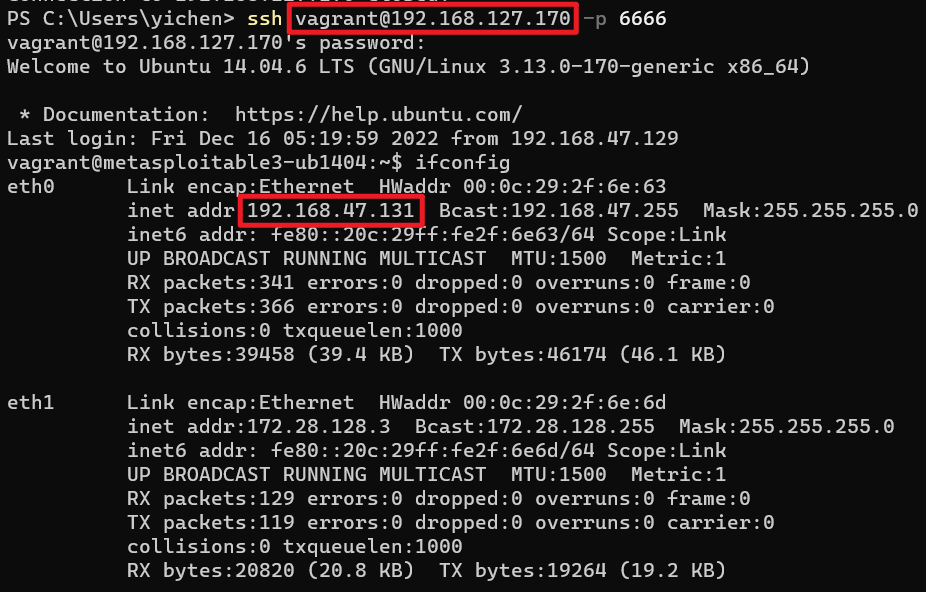 PS C:\Users\yichen> ssh vagrant@192.168.127.170 -p 6666
vagrant@192.168.127.170's password:
Welcome to Ubuntu 14.04.6 LTS (GNU/Linux 3.13.0-170-generic x86_64)
* Documentation:  https://help.ubuntu.com/
Last login: Fri Dec 16 05:19:59 2022 from 192.168.47.129
vagrant@metasploitable3-ub1404:~$ ifconfig
eth0      Link encap:Ethernet  HWaddr 00:0c:29:2f:6e:63
inet addr:192.168.47.131  Bcast:192.168.47.255  Mask:255.255.255.0
inet6 addr: fe80::20c:29ff:fe2f:6e63/64 Scope:Link
UP BROADCAST RUNNING MULTICAST  MTU:1500  Metric:1
RX packets:341 errors:0 dropped:0 overruns:0 frame:0
TX packets:366 errors:0 dropped:0 overruns:0 carrier:0
collisions:0 txqueuelen:1000
RX bytes:39458 (39.4 KB)  TX bytes:46174 (46.1 KB)
eth1      Link encap:Ethernet  HWaddr 00:0c:29:2f:6e:6d
inet addr:172.28.128.3  Bcast:172.28.128.255  Mask:255.255.255.0
inet6 addr: fe80::20c:29ff:fe2f:6e6d/64 Scope:Link
UP BROADCAST RUNNING MULTICAST  MTU:1500  Metric:1
RX packets:129 errors:0 dropped:0 overruns:0 frame:0
TX packets:119 errors:0 dropped:0 overruns:0 carrier:0
collisions:0 txqueuelen:1000
RX bytes:20820 (20.8 KB)  TX bytes:19264 (19.2 KB)